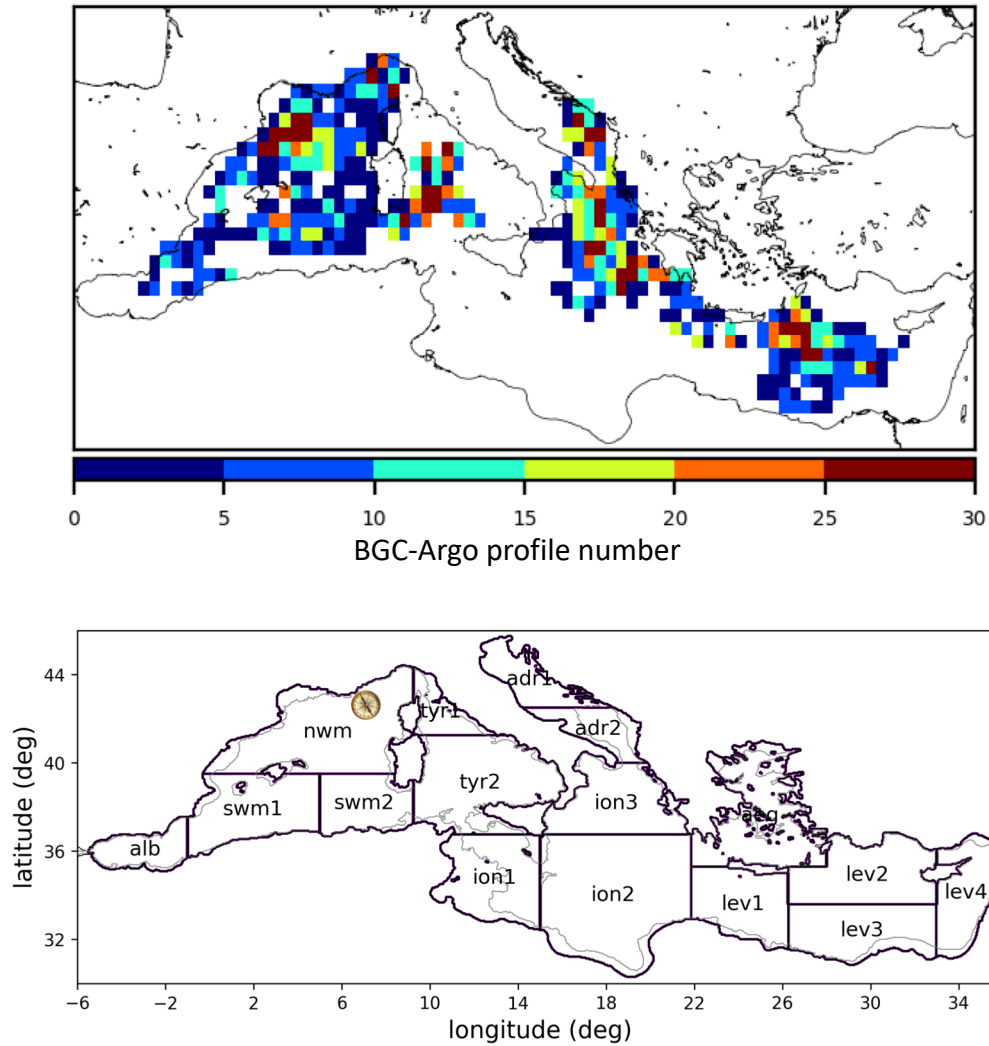 0 5 10 15 20 25 30
BGC-Argo profile number
44
40
36
32
latitude (deg)
adr1
tyr1
nwm
adr2
tyr2
swm2
swm1
ion3
aeg
alb
ion1
ion2
lev2
lev1
lev4
lev3
−6 −2 2 6 10 14 18 22 26 30 34
longitude (deg)